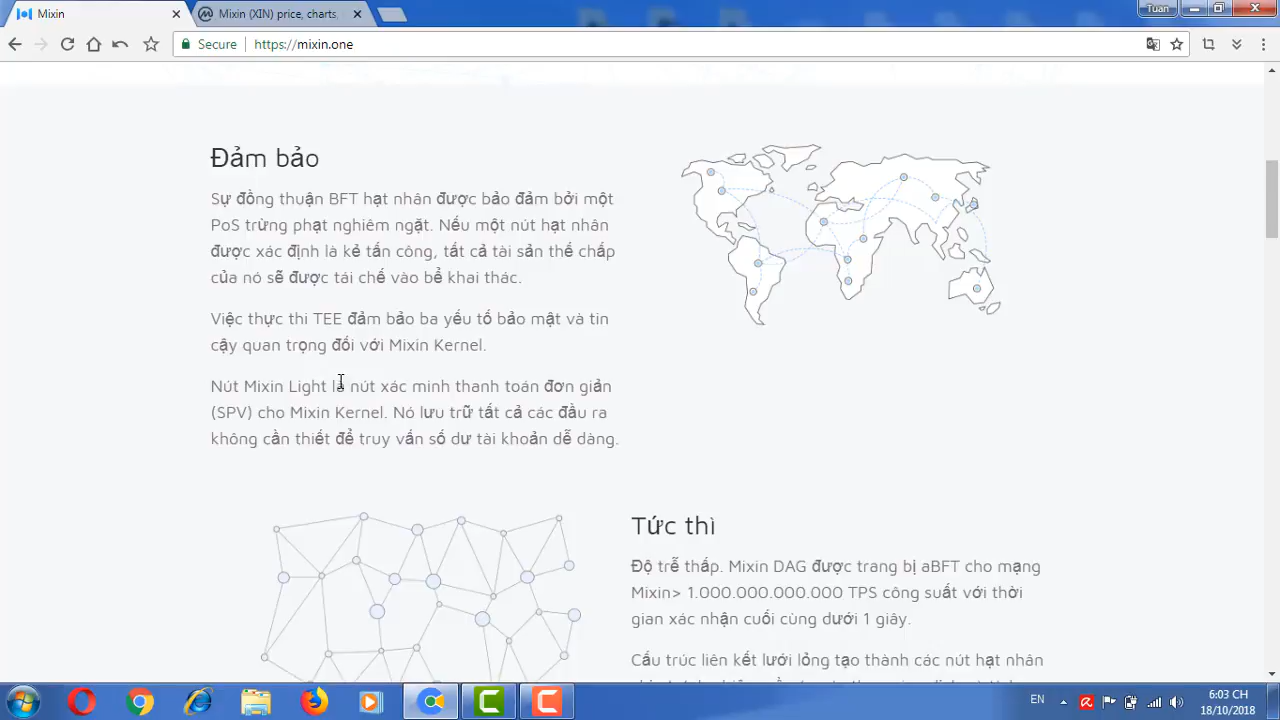 Mixin
Mixin (XIN) price, charts,
Tuan
Secure
https://mixin.one
Đảm bảo
Sự đồng thuận BFT hạt nhân được bảo đảm bởi một
PoS trừng phạt nghiêm ngặt. Nếu một nút hạt nhân
được xác định là kẻ tấn công, tất cả tài sản thế chấp
của nó sẽ được tái chế vào bể khai thác.
Việc thực thi TEE đảm bảo ba yếu tố bảo mật và tin
cậy quan trọng đối với Mixin Kernel.
Nút Mixin Light là nút xác minh thanh toán đơn giản
(SPV) cho Mixin Kernel. Nó lưu trữ tất cả các đầu ra
không cần thiết để truy vấn số dư tài khoản dễ dàng.
Tức thì
Độ trễ thấp. Mixin DAG được trang bị aBFT cho mạng
Mixin> 1.000.000.000.000 TPS công suất với thời
gian xác nhận cuối cùng dưới 1 giây.
Cấu trúc liên kết lưới lỏng tạo thành các nút hạt nhân
EN
6:03 CH
18/10/2018